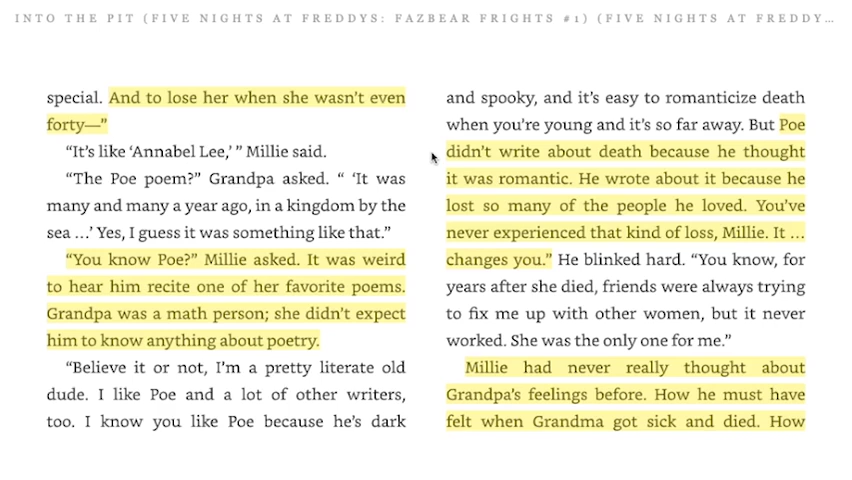 INTO THE PIT (FIVE NIGHTS AT FREDDYS: FAZBEAR FRIGHTS #1) (FIVE NIGHTS AT FREDDY…
special. And to lose her when she wasn’t even
forty—”
“It’s like ‘Annabel Lee,’ ” Millie said.
“The Poe poem?” Grandpa asked. “ ‘It was
many and many a year ago, in a kingdom by the
sea …’ Yes, I guess it was something like that.”
“You know Poe?” Millie asked. It was weird
to hear him recite one of her favorite poems.
Grandpa was a math person; she didn’t expect
him to know anything about poetry.
“Believe it or not, I’m a pretty literate old
dude. I like Poe and a lot of other writers,
too. I know you like Poe because he’s dark
and spooky, and it’s easy to romanticize death
when you’re young and it’s so far away. But Poe
didn’t write about death because he thought
it was romantic. He wrote about it because he
lost so many of the people he loved. You’ve
never experienced that kind of loss, Millie. It …
changes you.” He blinked hard. “You know, for
years after she died, friends were always trying
to fix me up with other women, but it never
worked. She was the only one for me.”
Millie had never really thought about
Grandpa’s feelings before. How he must have
felt when Grandma got sick and died. How